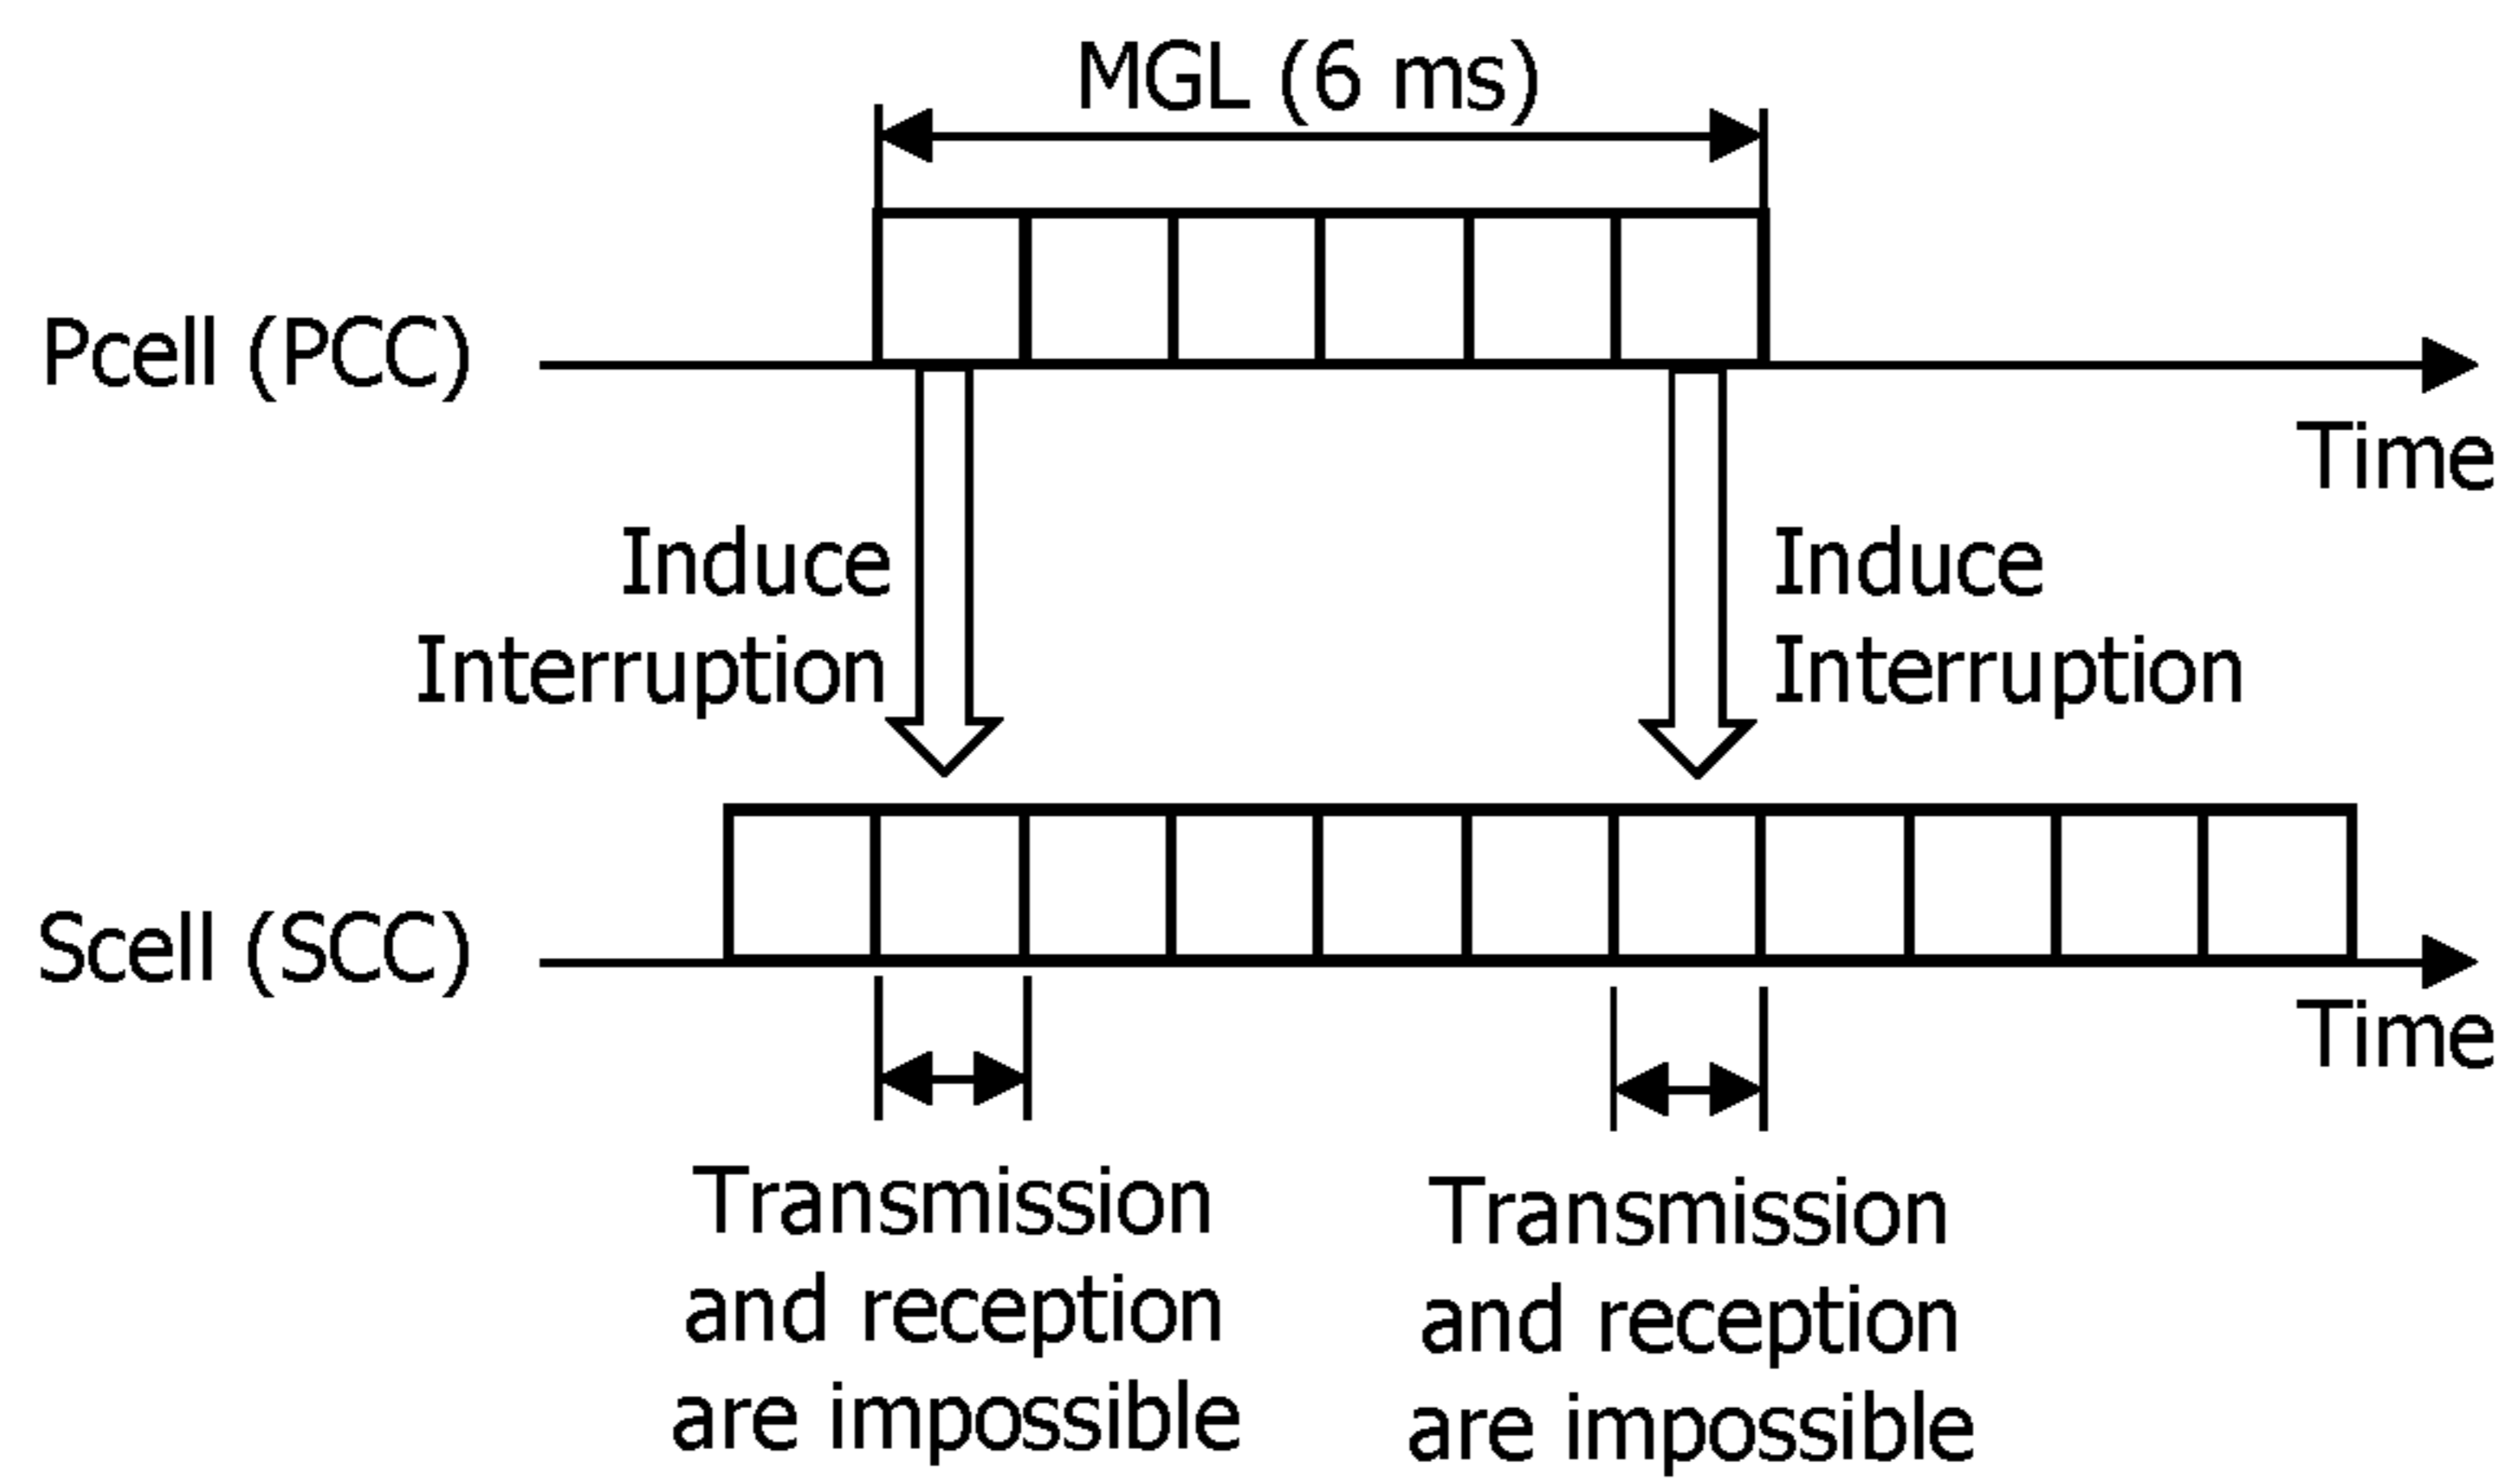 MGL (6 ms)
Pcell (PCC)
Time
Induce
Interruption
Induce
Interruption
Scell (SCC)
Time
Transmission
and reception
are impossible
Transmission
and reception
are impossible